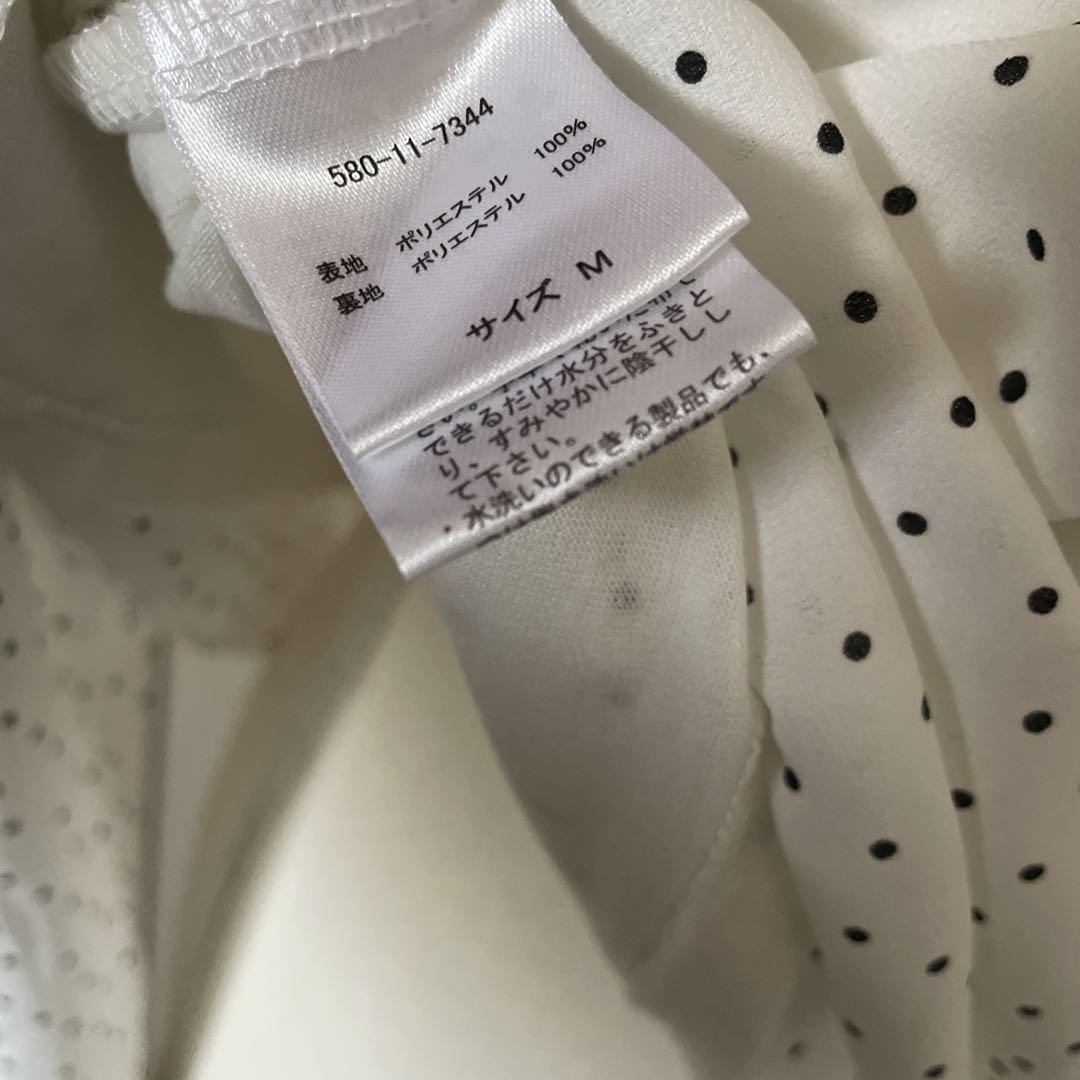 580-11-7344
表地 ポリエステル 100%
裏地 ポリエステル 100%
サイズ M
できるだけ水分をふきと
り、すみやかに陰干しし
て下さい。
・水洗いのできる製品でも、